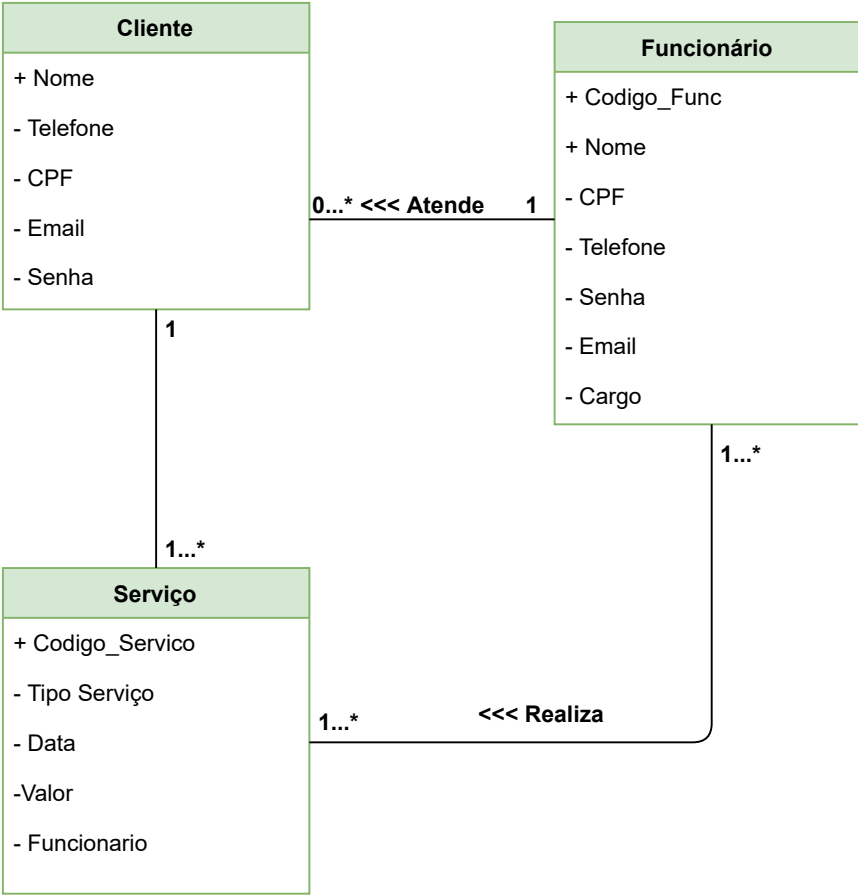 Cliente
+ Nome
- Telefone
- CPF
- Email
- Senha
Funcionário
+ Codigo_Func
+ Nome
- CPF
- Telefone
- Senha
- Email
- Cargo
0...* <<< Atende 1
1
1...*
1...*
Serviço
+ Codigo_Servico
- Tipo Serviço
- Data
-Valor
- Funcionario
1...* <<< Realiza